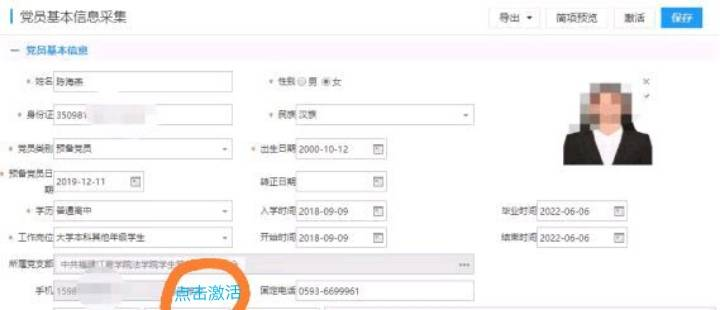 党员基本信息采集 导出 简项预览 激活 保存
党员基本信息
* 姓名 陈海燕 * 性别 男 女
* 身份证 350981 * 民族 汉族
* 党员类别 预备党员 * 出生日期 2000-10-12
* 预备党员日期 2019-12-11 转正日期
* 学历 普通高中 入学时间 2018-09-09 毕业时间 2022-06-06
* 工作岗位 大学本科其他年级学生 开始时间 2018-09-09 结束时间 2022-06-06
所属党支部 学院法学院学生
手机 点击激活 固定电话 0593-6699961